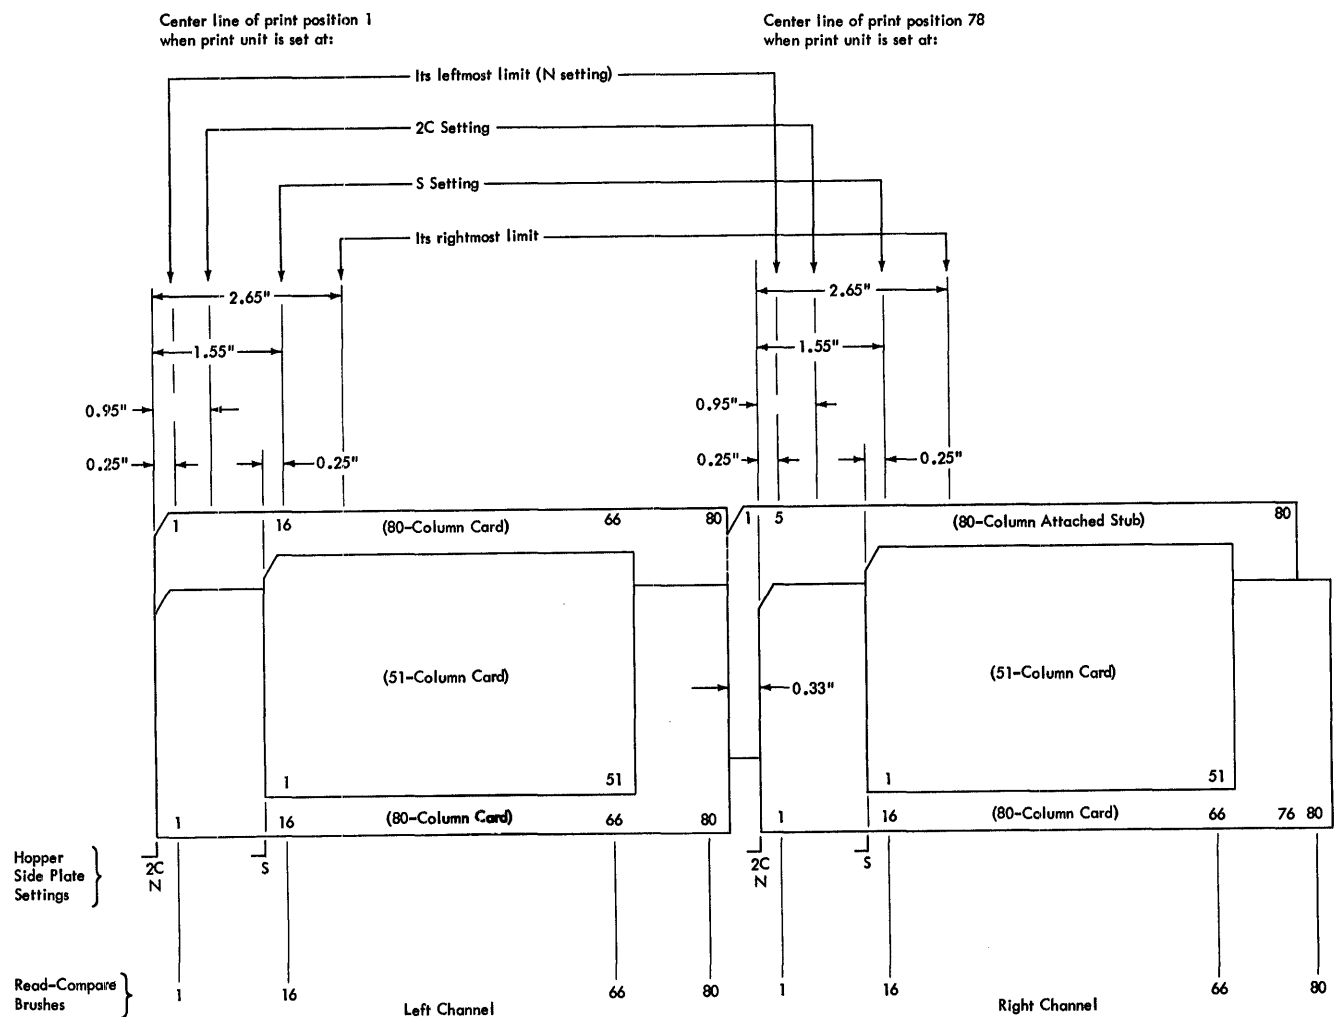 Center line of print position 1
when print unit is set at:
Center line of print position 78
when print unit is set at:
Its leftmost limit (N setting)
2C Setting
S Setting
Its rightmost limit
2.65"
2.65"
1.55"
1.55"
0.95"
0.95"
0.25"
0.25"
0.25"
0.25"
1
16
(80-Column Card)
66
80
1
5
(80-Column Attached Stub)
80
(51-Column Card)
0.33"
(51-Column Card)
1
51
1
51
1
16
(80-Column Card)
66
80
1
16
(80-Column Card)
66
76
80
Hopper
Side Plate
Settings
2C
N
S
2C
N
S
Read-Compare
Brushes
1
16
66
80
1
16
66
80
Left Channel
Right Channel